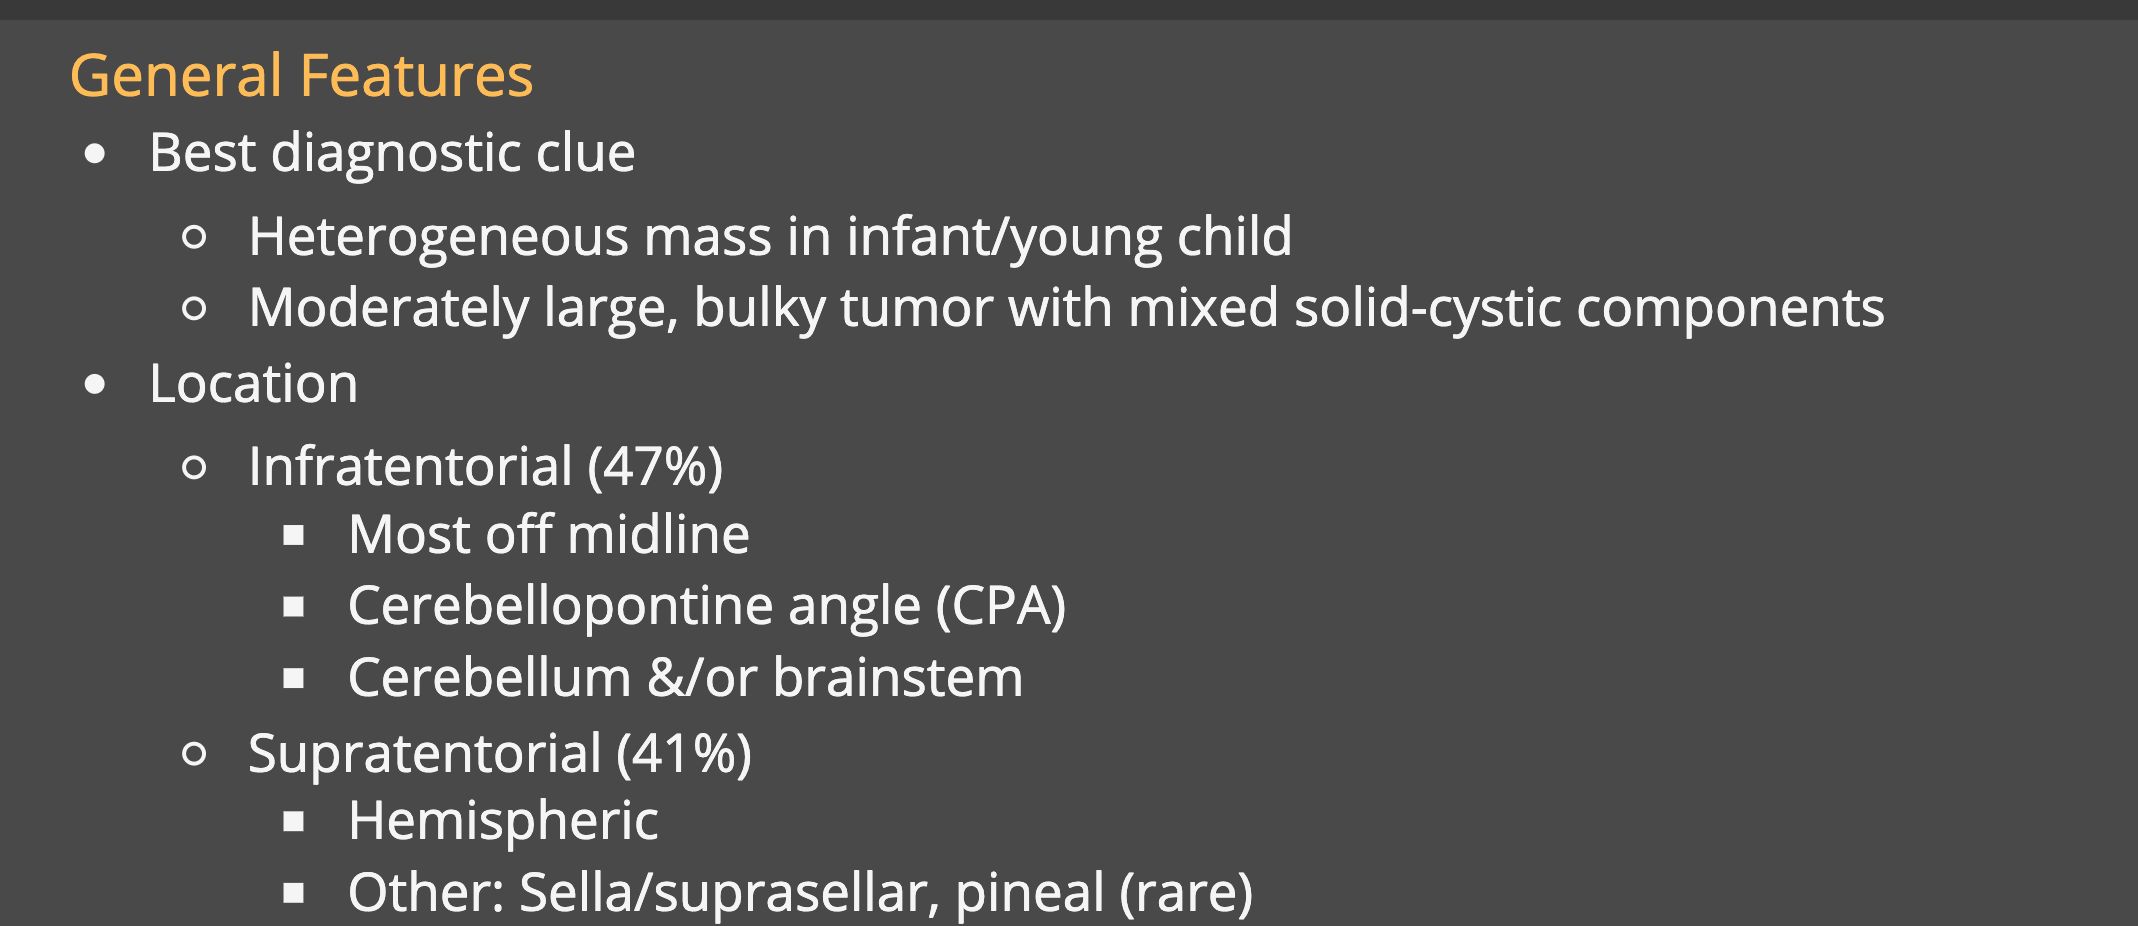 General Features
• Best diagnostic clue
○ Heterogeneous mass in infant/young child
○ Moderately large, bulky tumor with mixed solid-cystic components
• Location
○ Infratentorial (47%)
▪ Most off midline
▪ Cerebellopontine angle (CPA)
▪ Cerebellum &/or brainstem
○ Supratentorial (41%)
▪ Hemispheric
▪ Other: Sella/suprasellar, pineal (rare)